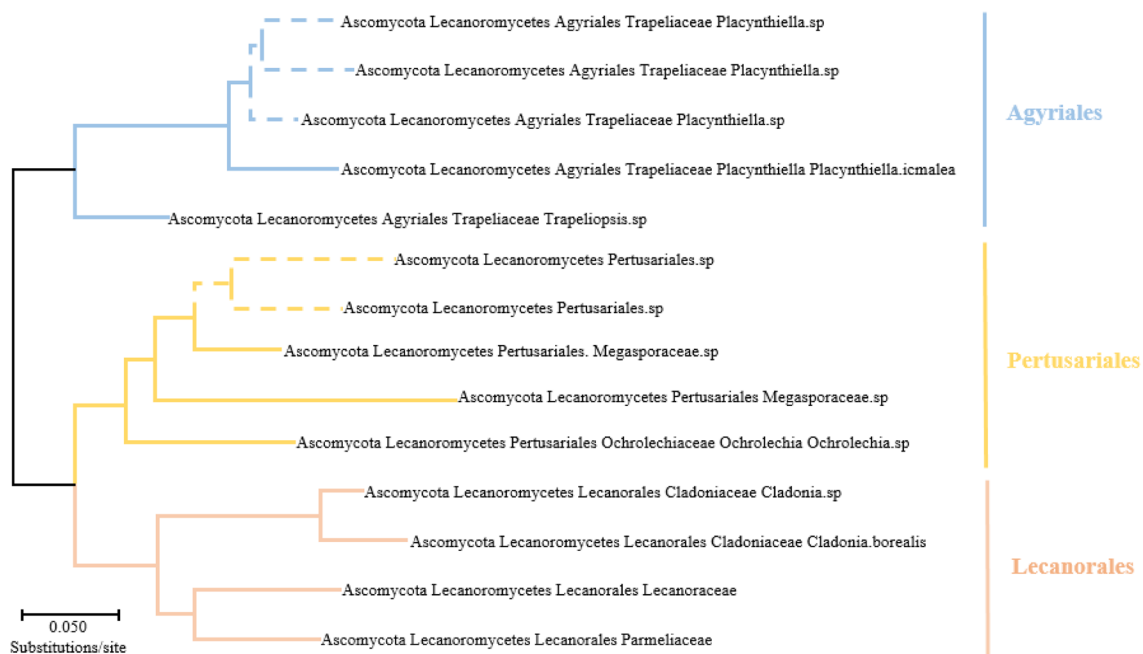 Ascomycota Lecanoromycetes Agyriales Trapeliaceae Placynthiella.sp
Ascomycota Lecanoromycetes Agyriales Trapeliaceae Placynthiella.sp
Ascomycota Lecanoromycetes Agyriales Trapeliaceae Placynthiella.sp
Agyriales
Ascomycota Lecanoromycetes Agyriales Trapeliaceae Placynthiella Placynthiella.icmalea
Ascomycota Lecanoromycetes Agyriales Trapeliaceae Trapeliopsis.sp
Ascomycota Lecanoromycetes Pertusariales.sp
Ascomycota Lecanoromycetes Pertusariales.sp
Ascomycota Lecanoromycetes Pertusariales. Megasporaceae.sp
Pertusariales
Ascomycota Lecanoromycetes Pertusariales Megasporaceae.sp
Ascomycota Lecanoromycetes Pertusariales Ochrolechiaceae Ochrolechia Ochrolechia.sp
Ascomycota Lecanoromycetes Lecanorales Cladoniaceae Cladonia.sp
Ascomycota Lecanoromycetes Lecanorales Cladoniaceae Cladonia.borealis
Lecanorales
Ascomycota Lecanoromycetes Lecanorales Lecanoraceae
Ascomycota Lecanoromycetes Lecanorales Parmeliaceae
0.050
Substitutions/site